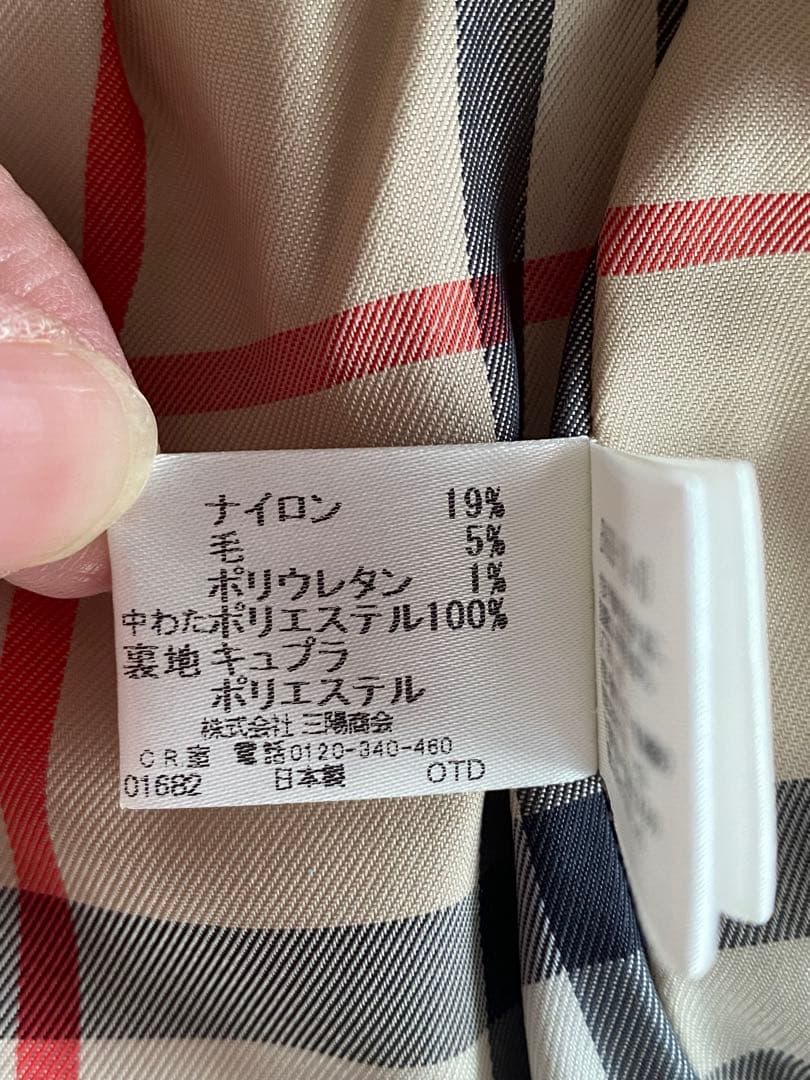 ナイロン 19%
毛 5%
ポリウレタン 1%
中わたポリエステル100%
裏地 キュプラ
ポリエステル
株式会社 三陽商会
CR室 電話0120-340-460
01682 日本製 OTD